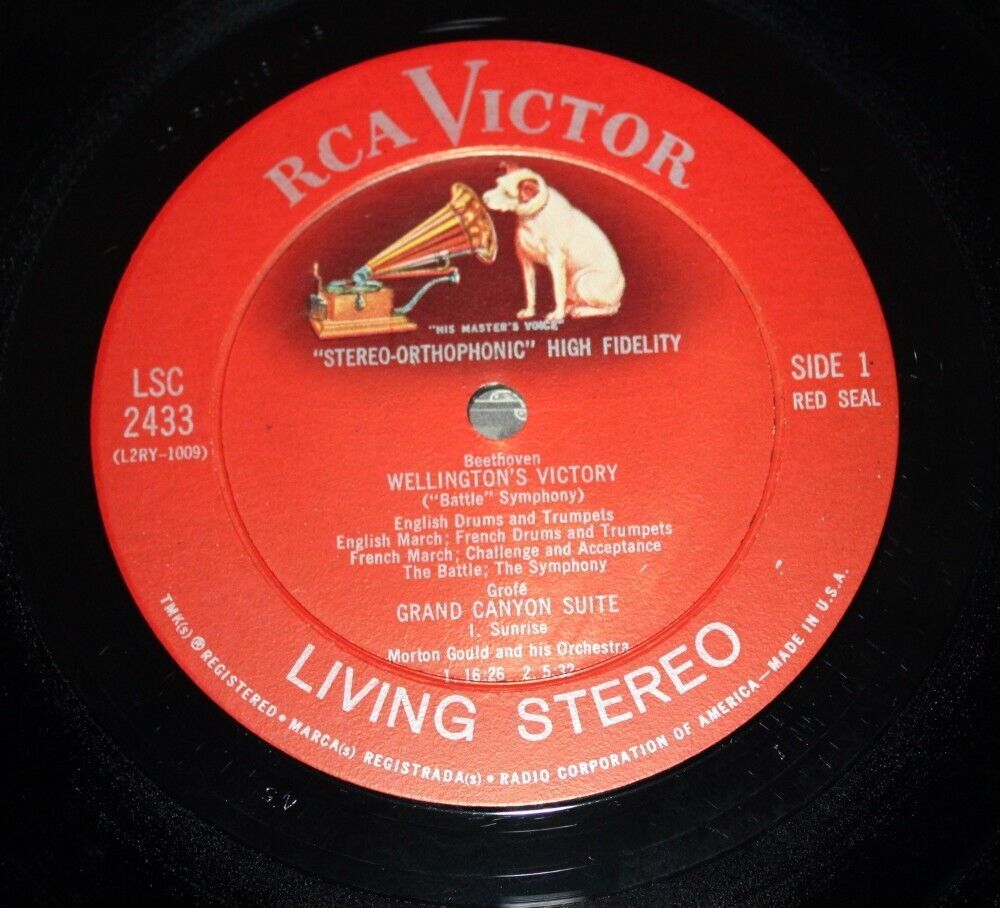 RCA VICTOR
"HIS MASTER'S VOICE"
"STEREO-ORTHOPHONIC" HIGH FIDELITY
LSC
2433
(L2RY-1009)
SIDE 1
RED SEAL
Beethoven
WELLINGTON'S VICTORY
("Battle" Symphony)
English Drums and Trumpets
English March; French Drums and Trumpets
French March; Challenge and Acceptance
The Battle; The Symphony
Grofé
GRAND CANYON SUITE
I. Sunrise
Morton Gould and his Orchestra
1. 16:26 2. 5:32
LIVING STEREO
TMK(s) ® REGISTERED • MARCA(s) REGISTRADA(s) • RADIO CORPORATION OF AMERICA—MADE IN U.S.A.